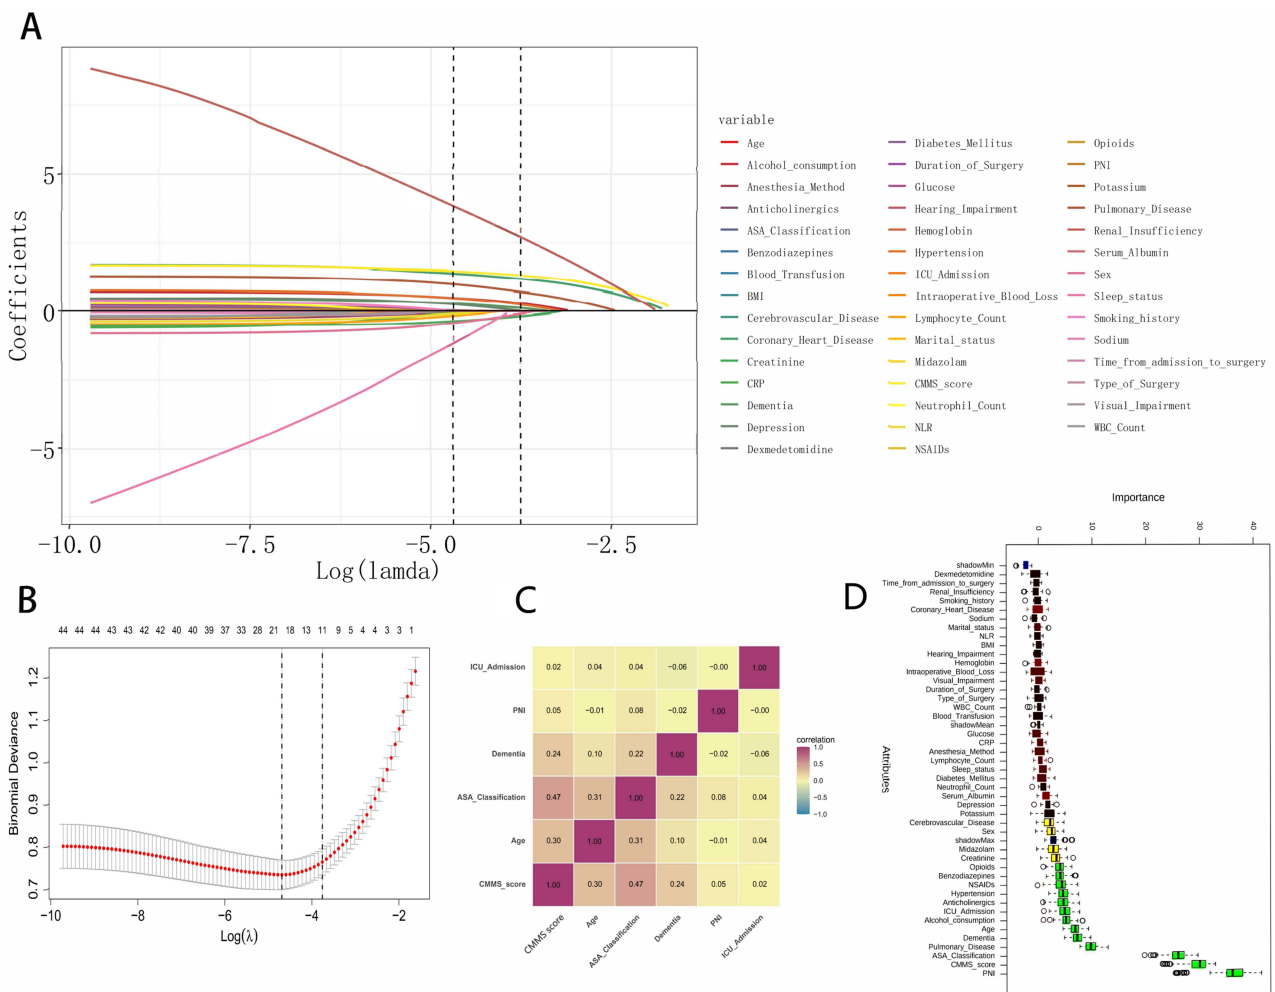 A
5
0
−5
Coefficients
−10.0 −7.5 −5.0 −2.5
Log(lamda)
variable
Age
Alcohol_consumption
Anesthesia_Method
Anticholinergics
ASA_Classification
Benzodiazepines
Blood_Transfusion
BMI
Cerebrovascular_Disease
Coronary_Heart_Disease
Creatinine
CRP
Dementia
Depression
Dexmedetomidine
Diabetes_Mellitus
Duration_of_Surgery
Glucose
Hearing_Impairment
Hemoglobin
Hypertension
ICU_Admission
Intraoperative_Blood_Loss
Lymphocyte_Count
Marital_status
Midazolam
CMMS_score
Neutrophil_Count
NLR
NSAIDs
Opioids
PNI
Potassium
Pulmonary_Disease
Renal_Insufficiency
Serum_Albumin
Sex
Sleep_status
Smoking_history
Sodium
Time_from_admission_to_surgery
Type_of_Surgery
Visual_Impairment
WBC_Count
B
44 44 44 43 43 42 42 40 40 39 37 33 28 21 18 13 11 9 5 4 4 3 3 1
1.2
1.1
1.0
0.9
0.8
0.7
Binomial Deviance
−10 −8 −6 −4 −2
Log(λ)
C
ICU_Admission 0.02 0.04 0.04 −0.06 −0.00 1.00
PNI 0.05 −0.01 0.08 −0.02 1.00 −0.00
Dementia 0.24 0.10 0.22 1.00 −0.02 −0.06
ASA_Classification 0.47 0.31 1.00 0.22 0.08 0.04
Age 0.30 1.00 0.31 0.10 −0.01 0.04
CMMS_score 1.00 0.30 0.47 0.24 0.05 0.02
CMMS score Age ASA_Classification Dementia PNI ICU_Admission
correlation
1.0
0.5
0.0
−0.5
−1.0
D
Importance
0 10 20 30 40
Attributes
shadowMin
Dexmedetomidine
Time_from_admission_to_surgery
Renal_Insufficiency
Smoking_history
Coronary_Heart_Disease
Sodium
Marital_status
NLR
BMI
Hearing_Impairment
Hemoglobin
Intraoperative_Blood_Loss
Visual_Impairment
Duration_of_Surgery
Type_of_Surgery
WBC_Count
Blood_Transfusion
shadowMean
Glucose
CRP
Anesthesia_Method
Lymphocyte_Count
Sleep_status
Diabetes_Mellitus
Neutrophil_Count
Serum_Albumin
Depression
Potassium
Cerebrovascular_Disease
Sex
shadowMax
Midazolam
Creatinine
Opioids
Benzodiazepines
NSAIDs
Hypertension
Anticholinergics
ICU_Admission
Alcohol_consumption
Age
Dementia
Pulmonary_Disease
ASA_Classification
CMMS_score
PNI